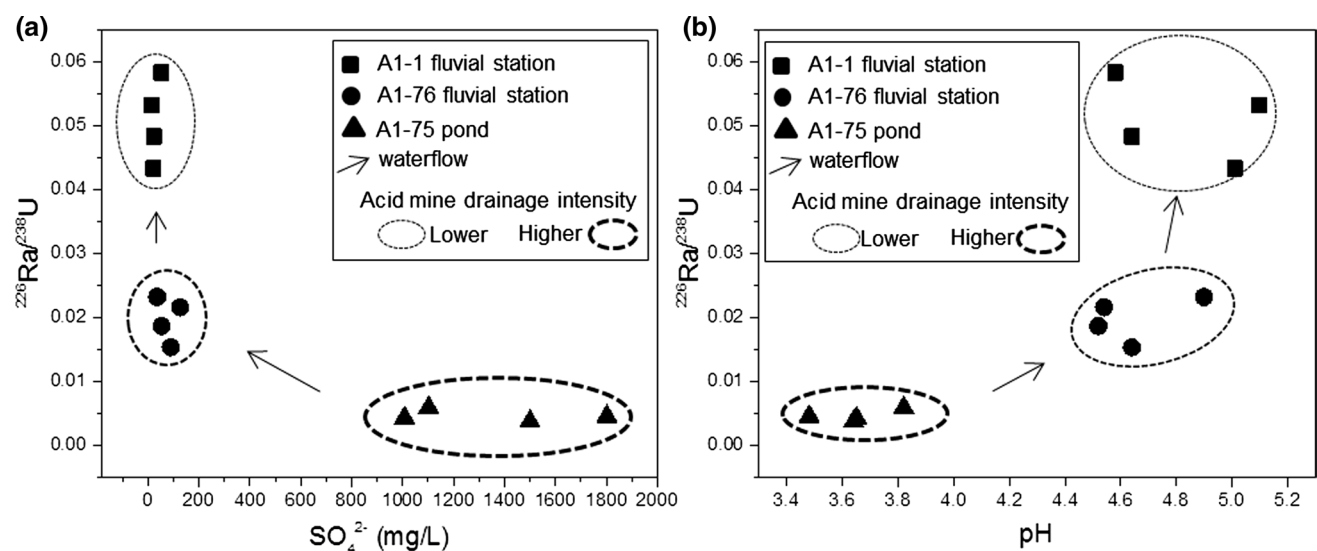 (a)
A1-1 fluvial station
A1-76 fluvial station
A1-75 pond
waterflow
Acid mine drainage intensity
Lower Higher
0.06
0.05
0.04
0.03
0.02
0.01
0.00
²²⁶Ra/²³⁸U
0 200 400 600 800 1000 1200 1400 1600 1800 2000
SO₄²⁻ (mg/L)
(b)
A1-1 fluvial station
A1-76 fluvial station
A1-75 pond
waterflow
Acid mine drainage intensity
Lower Higher
0.06
0.05
0.04
0.03
0.02
0.01
0.00
²²⁶Ra/²³⁸U
3.4 3.6 3.8 4.0 4.2 4.4 4.6 4.8 5.0 5.2
pH